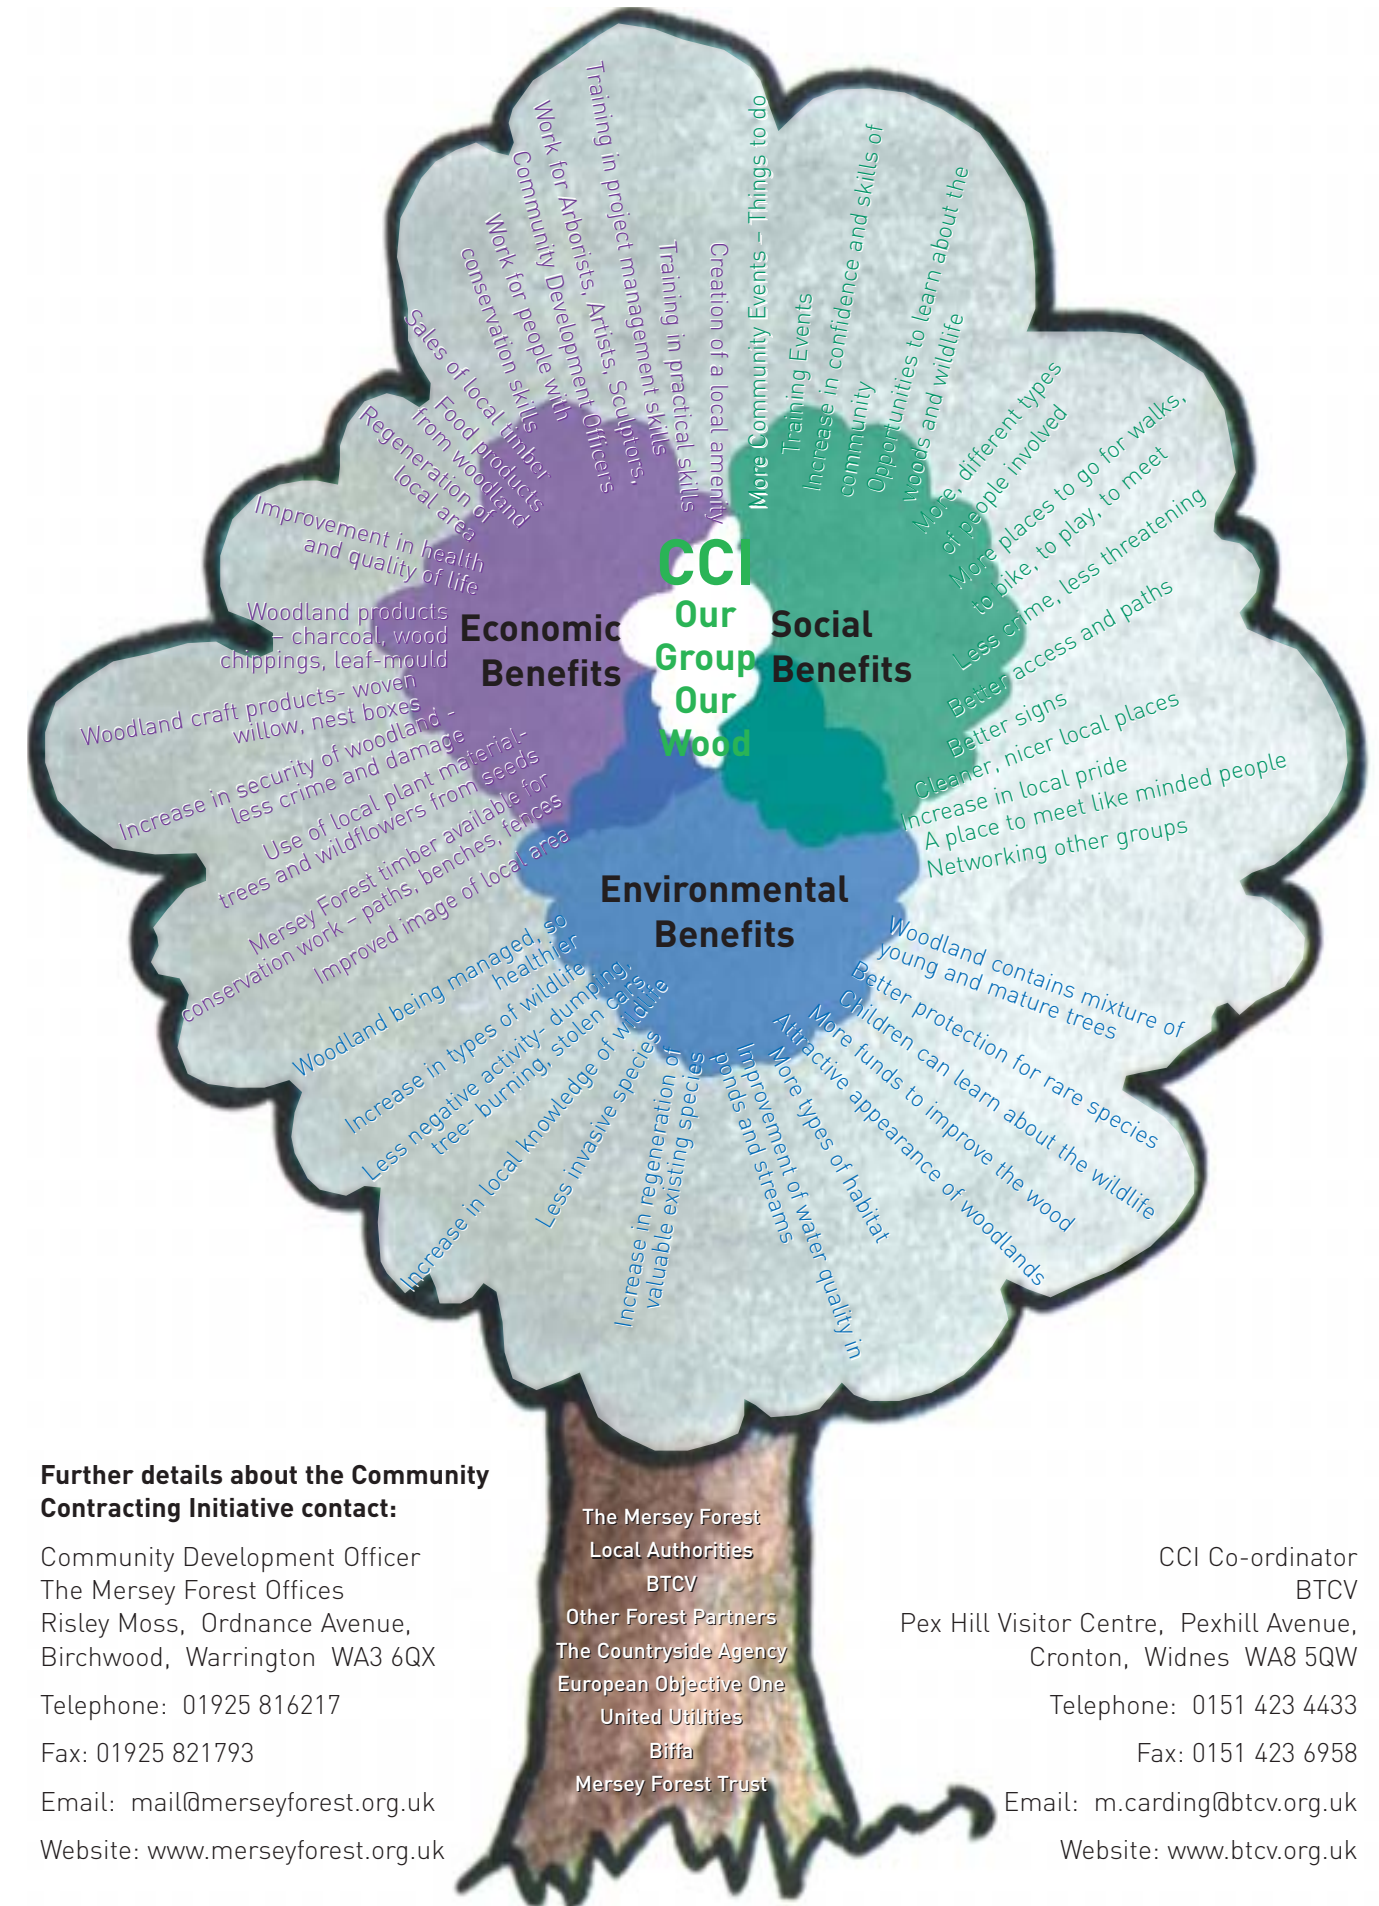 Training in project management skills
Work for Arborists, Artists, Sculptors,
Community Development Officers
Work for people with
conservation skills
Training in practical skills
Creation of a local amenity
Sales of local timber
Food products
from woodland
Regeneration of
local area
Improvement in health
and quality of life
Woodland products
– charcoal, wood
chippings, leaf-mould
Woodland craft products- woven
willow, nest boxes
Increase in security of woodland -
less crime and damage
Use of local plant material-
trees and wildflowers from seeds
Mersey Forest timber available for
conservation work – paths, benches, fences
Improved image of local area
More Community Events – Things to do
Training Events
Increase in confidence and skills of
community
Opportunities to learn about the
woods and wildlife
More, different types
of people involved
More places to go for walks,
to bike, to play, to meet
Less crime, less threatening
Better access and paths
Better signs
Cleaner, nicer local places
Increase in local pride
A place to meet like minded people
Networking other groups
CCI
Our
Group
Our
Wood
Economic
Benefits
Social
Benefits
Environmental
Benefits
Woodland being managed, so
healthier
Increase in types of wildlife
Less negative activity- dumping,
tree- burning, stolen cars.
Increase in local knowledge of wildlife
Less invasive species
Increase in regeneration of
valuable existing species
Improvement of water quality in
ponds and streams
More types of habitat
Attractive appearance of woodlands
More funds to improve the wood
Children can learn about the wildlife
Better protection for rare species
Woodland contains mixture of
young and mature trees
Further details about the Community
Contracting Initiative contact:
Community Development Officer
The Mersey Forest Offices
Risley Moss, Ordnance Avenue,
Birchwood, Warrington WA3 6QX
Telephone: 01925 816217
Fax: 01925 821793
Email: mail@merseyforest.org.uk
Website: www.merseyforest.org.uk
The Mersey Forest
Local Authorities
BTCV
Other Forest Partners
The Countryside Agency
European Objective One
United Utilities
Biffa
Mersey Forest Trust
CCI Co-ordinator
BTCV
Pex Hill Visitor Centre, Pexhill Avenue,
Cronton, Widnes WA8 5QW
Telephone: 0151 423 4433
Fax: 0151 423 6958
Email: m.carding@btcv.org.uk
Website: www.btcv.org.uk